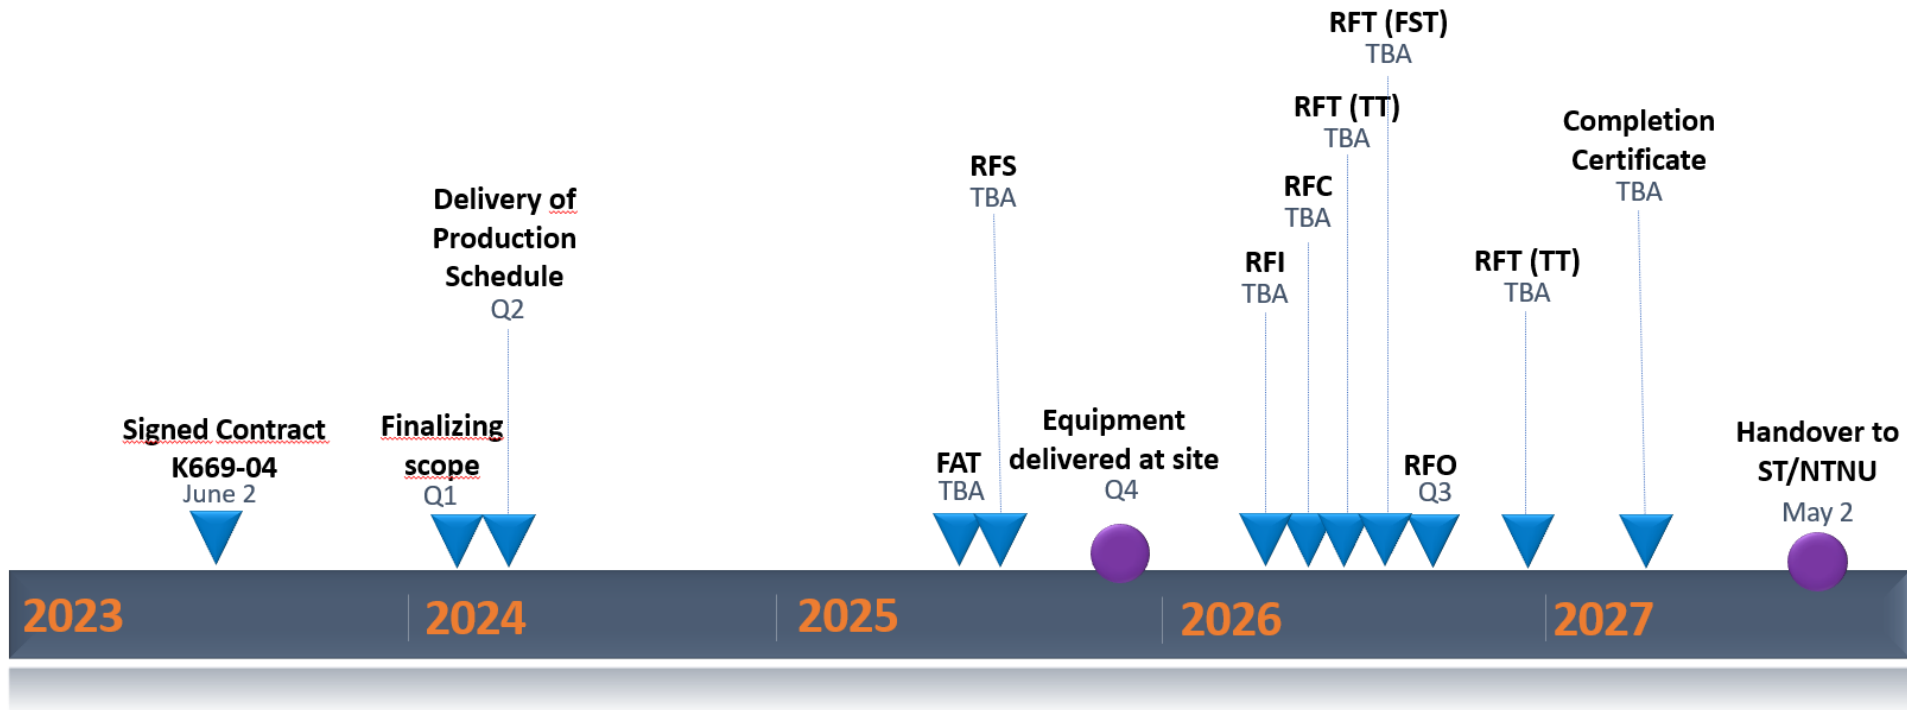 RFT (FST)
TBA
RFT (TT)
TBA
Completion
Certificate
TBA
RFS
TBA
RFC
TBA
Delivery of
Production
Schedule
Q2
RFI
TBA
RFT (TT)
TBA
Signed Contract
K669-04
June 2
Finalizing
scope
Q1
FAT
TBA
Equipment
delivered at site
Q4
RFO
Q3
Handover to
ST/NTNU
May 2
2023
2024
2025
2026
2027